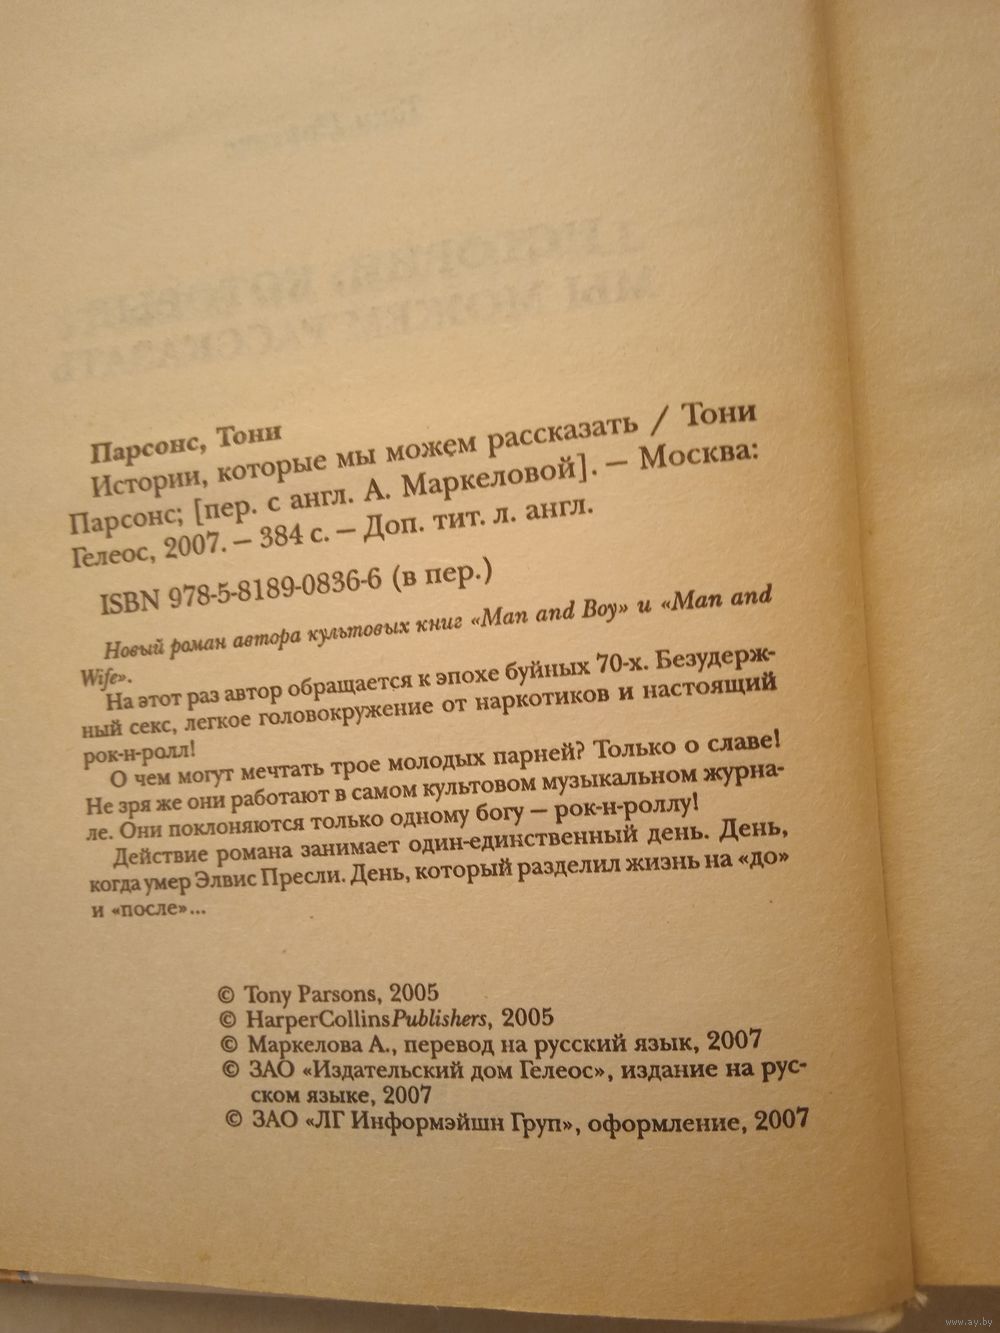 Парсонс, Тони
Истории, которые мы можем рассказать / Тони
Парсонс; [пер. с англ. А. Маркеловой]. — Москва:
Гелеос, 2007. — 384 с. — Доп. тит. л. англ.
ISBN 978-5-8189-0836-6 (в пер.)
Новый роман автора культовых книг «Man and Boy» и «Man and
Wife».
На этот раз автор обращается к эпохе буйных 70-х. Безудерж-
ный секс, легкое головокружение от наркотиков и настоящий
рок-н-ролл!
О чем могут мечтать трое молодых парней? Только о славе!
Не зря же они работают в самом культовом музыкальном журна-
ле. Они поклоняются только одному богу — рок-н-роллу!
Действие романа занимает один-единственный день. День,
когда умер Элвис Пресли. День, который разделил жизнь на «до»
и «после»...
© Tony Parsons, 2005
© HarperCollinsPublishers, 2005
© Маркелова А., перевод на русский язык, 2007
© ЗАО «Издательский дом Гелеос», издание на рус-
ском языке, 2007
© ЗАО «ЛГ Информэйшн Груп», оформление, 2007
www.ay.by